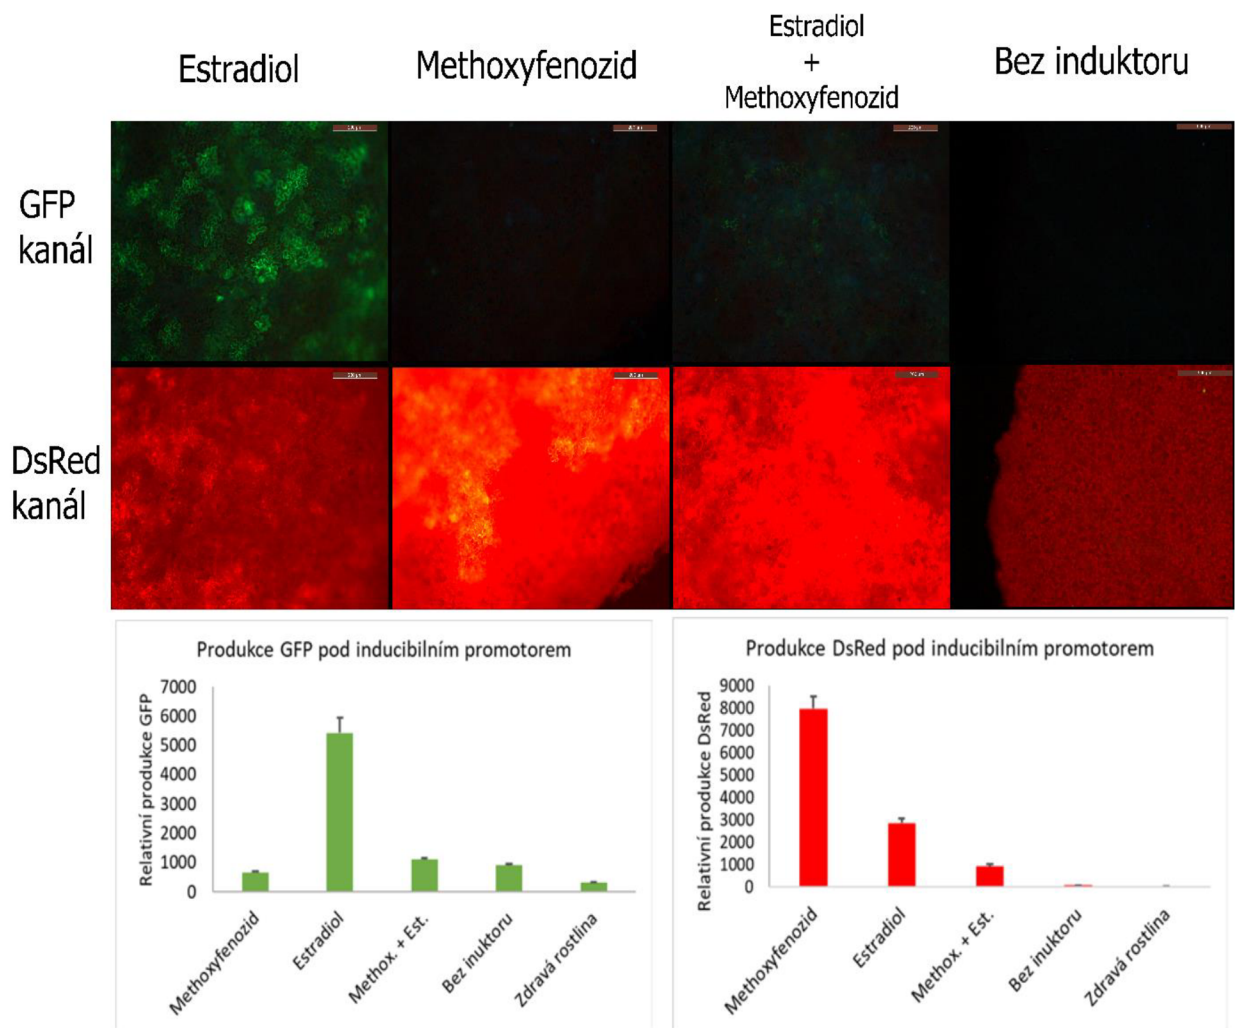 Estradiol
Methoxyfenozid
Estradiol
+
Methoxyfenozid
Bez induktoru
GFP
kanál
DsRed
kanál
Produkce GFP pod inducibilním promotorem
Relativní produkce GFP
7000
6000
5000
4000
3000
2000
1000
0
Methoxyfenozid
Estradiol
Methox. + Est.
Bez inuktoru
Zdravá rostlina
Produkce DsRed pod inducibilním promotorem
Relativní produkce DsRed
9000
8000
7000
6000
5000
4000
3000
2000
1000
0
Methoxyfenozid
Estradiol
Methox. + Est.
Bez inuktoru
Zdravá rostlina